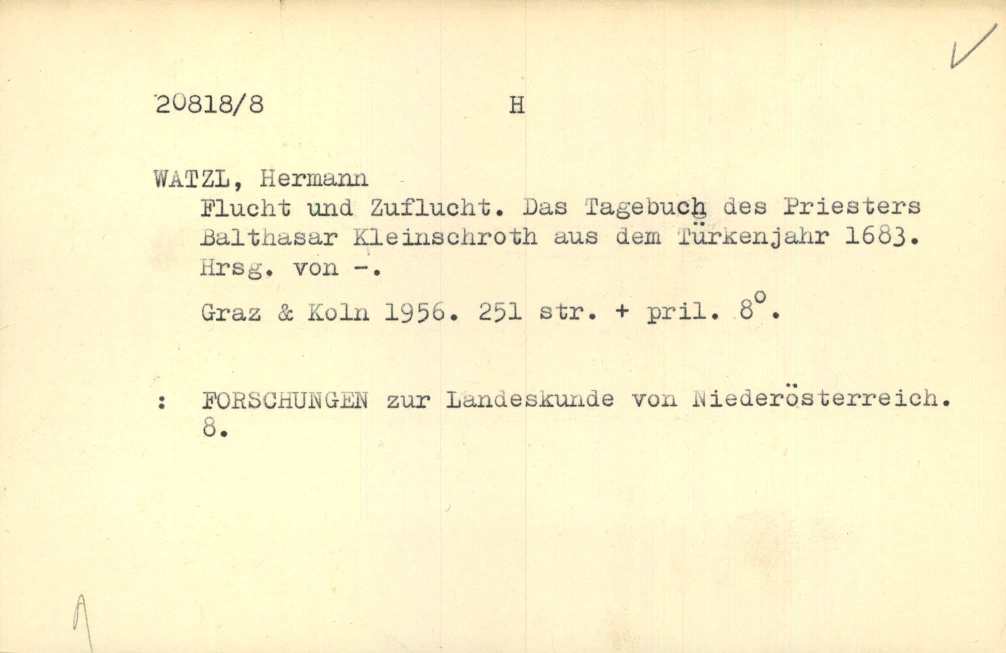 20818/8 H
WATZL, Hermann
Flucht und Zuflucht. Das Tagebuch des Priesters
Balthasar Kleinschroth aus dem Türkenjahr 1683.
Hrsg. von -.
Graz & Koln 1956. 251 str. + pril. 8°.
: FORSCHUNGEN zur Landeskunde von Niederösterreich.
8.